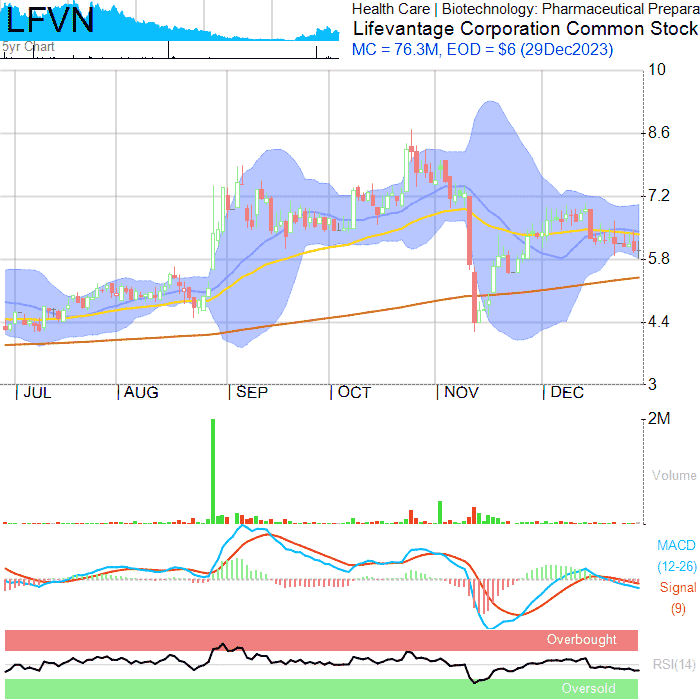 LFVN
5yr Chart
Health Care | Biotechnology: Pharmaceutical Prepara
Lifevantage Corporation Common Stock
MC = 76.3M, EOD = $6 (29Dec2023)
10
8.6
7.2
5.8
4.4
3
JUL AUG SEP OCT NOV DEC
2M
Volume
MACD
(12-26)
Signal
(9)
Overbought
RSI(14)
Oversold